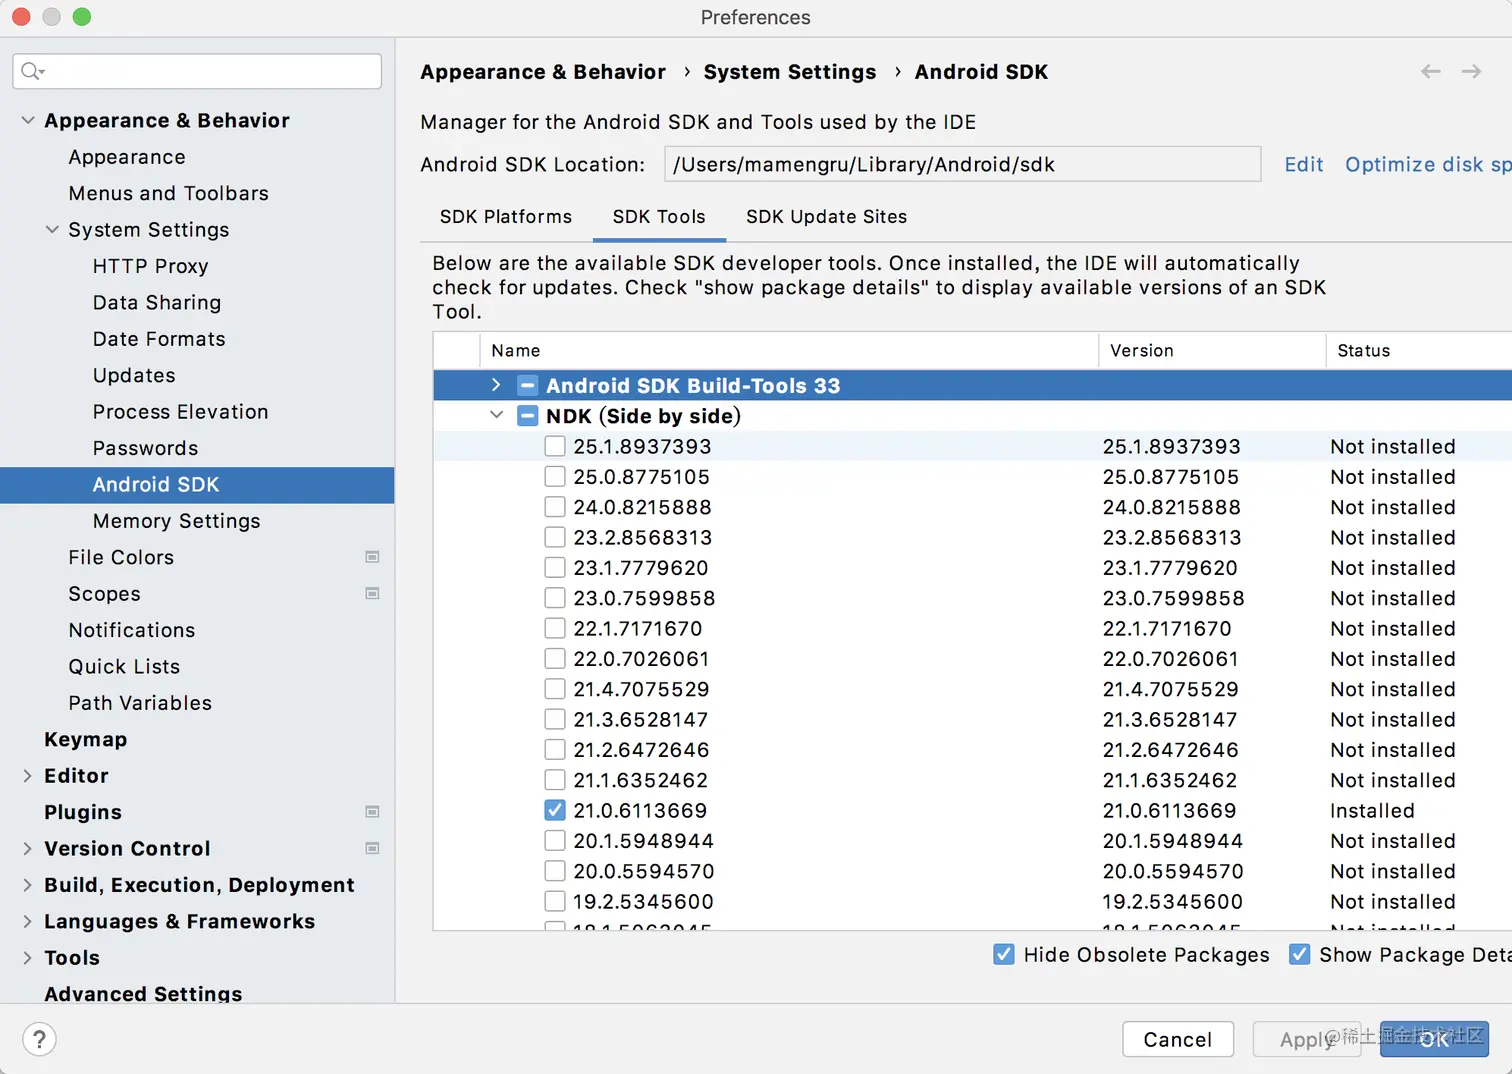 Preferences
Appearance & Behavior
Appearance
Menus and Toolbars
System Settings
HTTP Proxy
Data Sharing
Date Formats
Updates
Process Elevation
Passwords
Android SDK
Memory Settings
File Colors
Scopes
Notifications
Quick Lists
Path Variables
Keymap
Editor
Plugins
Version Control
Build, Execution, Deployment
Languages & Frameworks
Tools
Advanced Settings
Appearance & Behavior › System Settings › Android SDK
Manager for the Android SDK and Tools used by the IDE
Android SDK Location: /Users/mamengru/Library/Android/sdk Edit Optimize disk sp
SDK Platforms SDK Tools SDK Update Sites
Below are the available SDK developer tools. Once installed, the IDE will automatically
check for updates. Check "show package details" to display available versions of an SDK
Tool.
Name Version Status
Android SDK Build-Tools 33
NDK (Side by side)
25.1.8937393 25.1.8937393 Not installed
25.0.8775105 25.0.8775105 Not installed
24.0.8215888 24.0.8215888 Not installed
23.2.8568313 23.2.8568313 Not installed
23.1.7779620 23.1.7779620 Not installed
23.0.7599858 23.0.7599858 Not installed
22.1.7171670 22.1.7171670 Not installed
22.0.7026061 22.0.7026061 Not installed
21.4.7075529 21.4.7075529 Not installed
21.3.6528147 21.3.6528147 Not installed
21.2.6472646 21.2.6472646 Not installed
21.1.6352462 21.1.6352462 Not installed
21.0.6113669 21.0.6113669 Installed
20.1.5948944 20.1.5948944 Not installed
20.0.5594570 20.0.5594570 Not installed
19.2.5345600 19.2.5345600 Not installed
Hide Obsolete Packages Show Package Deta
? Cancel Apply OK
@稀土掘金技术社区